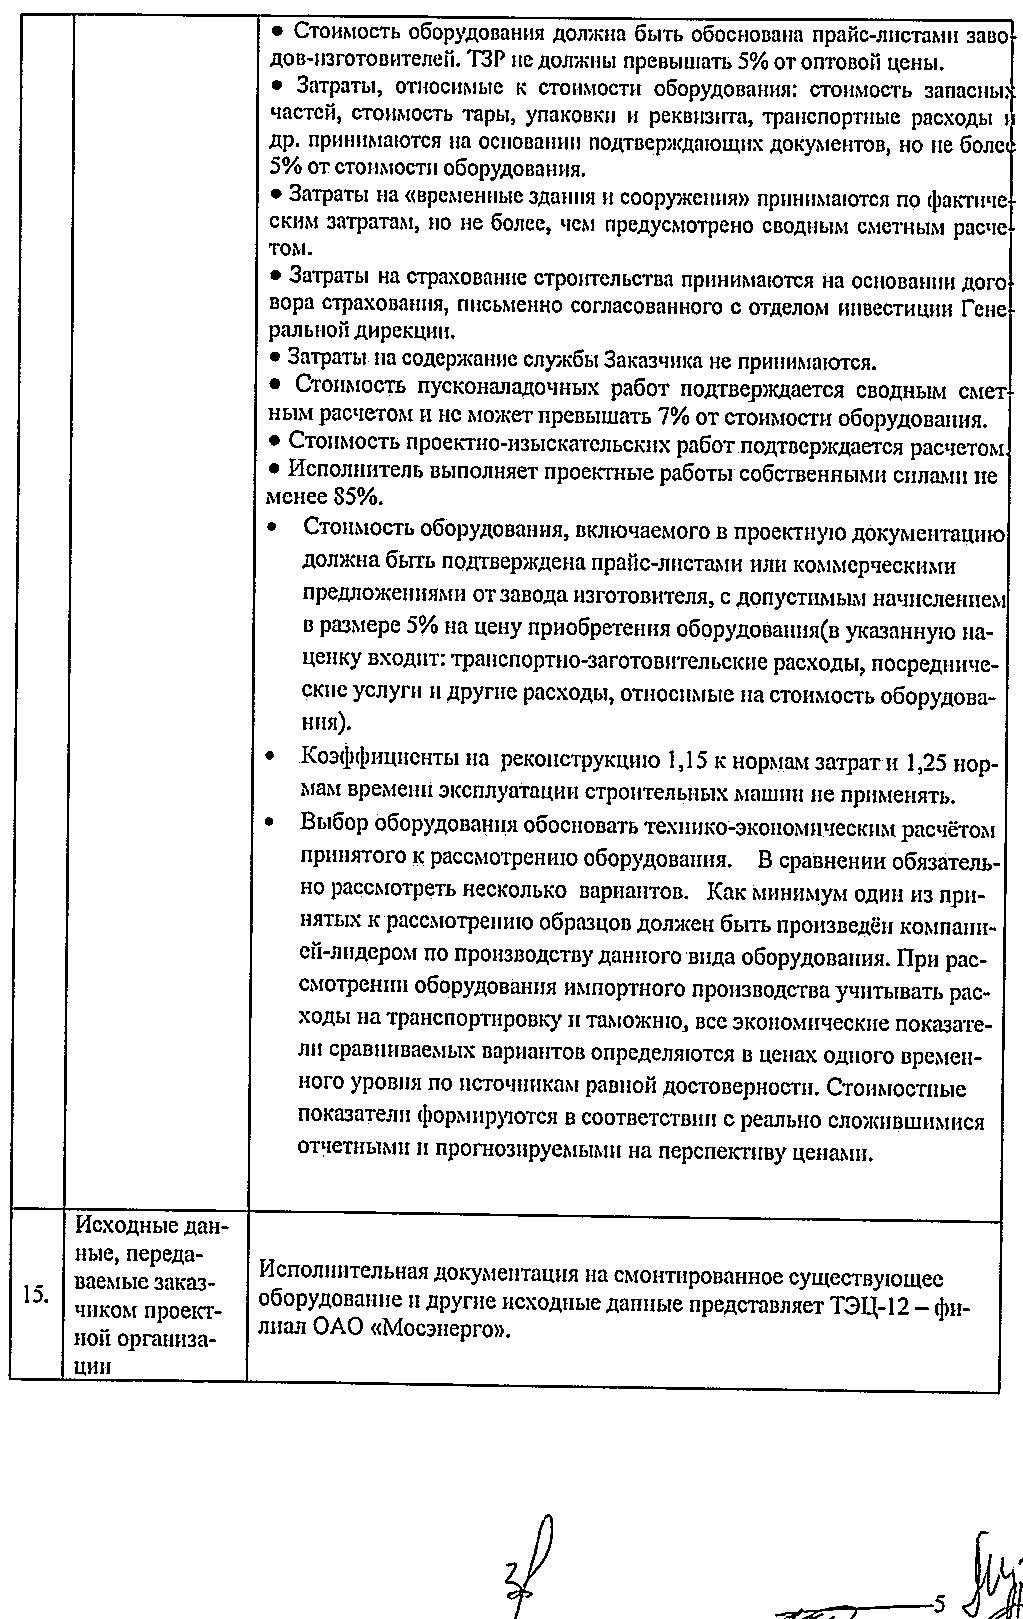 • Стоимость оборудования должна быть обоснована прайс-листами заво-
дов-изготовителей. ТЗР не должны превышать 5% от оптовой цены.
• Затраты, относимые к стоимости оборудования: стоимость запасных
частей, стоимость тары, упаковки и реквизита, транспортные расходы и
др. принимаются на основании подтверждающих документов, но не более
5% от стоимости оборудования.
• Затраты на «временные здания и сооружения» принимаются по фактиче-
ским затратам, но не более, чем предусмотрено сводным сметным расче-
том.
• Затраты на страхование строительства принимаются на основании дого-
вора страхования, письменно согласованного с отделом инвестиции Гене-
ральной дирекции.
• Затраты на содержание службы Заказчика не принимаются.
• Стоимость пусконаладочных работ подтверждается сводным смет-
ным расчетом и не может превышать 7% от стоимости оборудования.
• Стоимость проектно-изыскательских работ подтверждается расчетом.
• Исполнитель выполняет проектные работы собственными силами не
менее 85%.
• Стоимость оборудования, включаемого в проектную документацию
должна быть подтверждена прайс-листами или коммерческими
предложениями от завода изготовителя, с допустимым начислением
в размере 5% на цену приобретения оборудования(в указанную на-
ценку входит: транспортно-заготовительские расходы, посредниче-
ские услуги и другие расходы, относимые на стоимость оборудова-
ния).
• Коэффициенты на реконструкцию 1,15 к нормам затрат и 1,25 нор-
мам времени эксплуатации строительных машин не применять.
• Выбор оборудования обосновать технико-экономическим расчётом
принятого к рассмотрению оборудования. В сравнении обязатель-
но рассмотреть несколько вариантов. Как минимум один из при-
нятых к рассмотрению образцов должен быть произведён компани-
ей-лидером по производству данного вида оборудования. При рас-
смотрении оборудования импортного производства учитывать рас-
ходы на транспортировку и таможню, все экономические показате-
ли сравниваемых вариантов определяются в ценах одного времен-
ного уровня по источникам равной достоверности. Стоимостные
показатели формируются в соответствии с реально сложившимися
отчетными и прогнозируемыми на перспективу ценами.
15.
Исходные дан-
ные, переда-
ваемые заказ-
чиком проект-
ной организа-
ции
Исполнительная документация на смонтированное существующее
оборудование и другие исходные данные представляет ТЭЦ-12 – фи-
лиал ОАО «Мосэнерго».
5